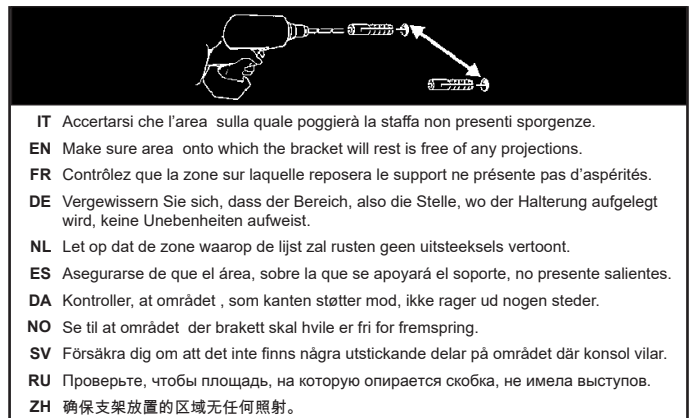 IT Accertarsi che l'area sulla quale poggierà la staffa non presenti sporgenze.
EN Make sure area onto which the bracket will rest is free of any projections.
FR Contrôlez que la zone sur laquelle reposera le support ne présente pas d'aspérités.
DE Vergewissern Sie sich, dass der Bereich, also die Stelle, wo der Halterung aufgelegt
wird, keine Unebenheiten aufweist.
NL Let op dat de zone waarop de lijst zal rusten geen uitsteeksels vertoont.
ES Asegurarse de que el área, sobre la que se apoyará el soporte, no presente salientes.
DA Kontroller, at området , som kanten støtter mod, ikke rager ud nogen steder.
NO Se til at området der brakett skal hvile er fri for fremspring.
SV Försäkra dig om att det inte finns några utstickande delar på området där konsol vilar.
RU Проверьте, чтобы площадь, на которую опирается скобка, не имела выступов.
ZH 确保支架放置的区域无任何照射。